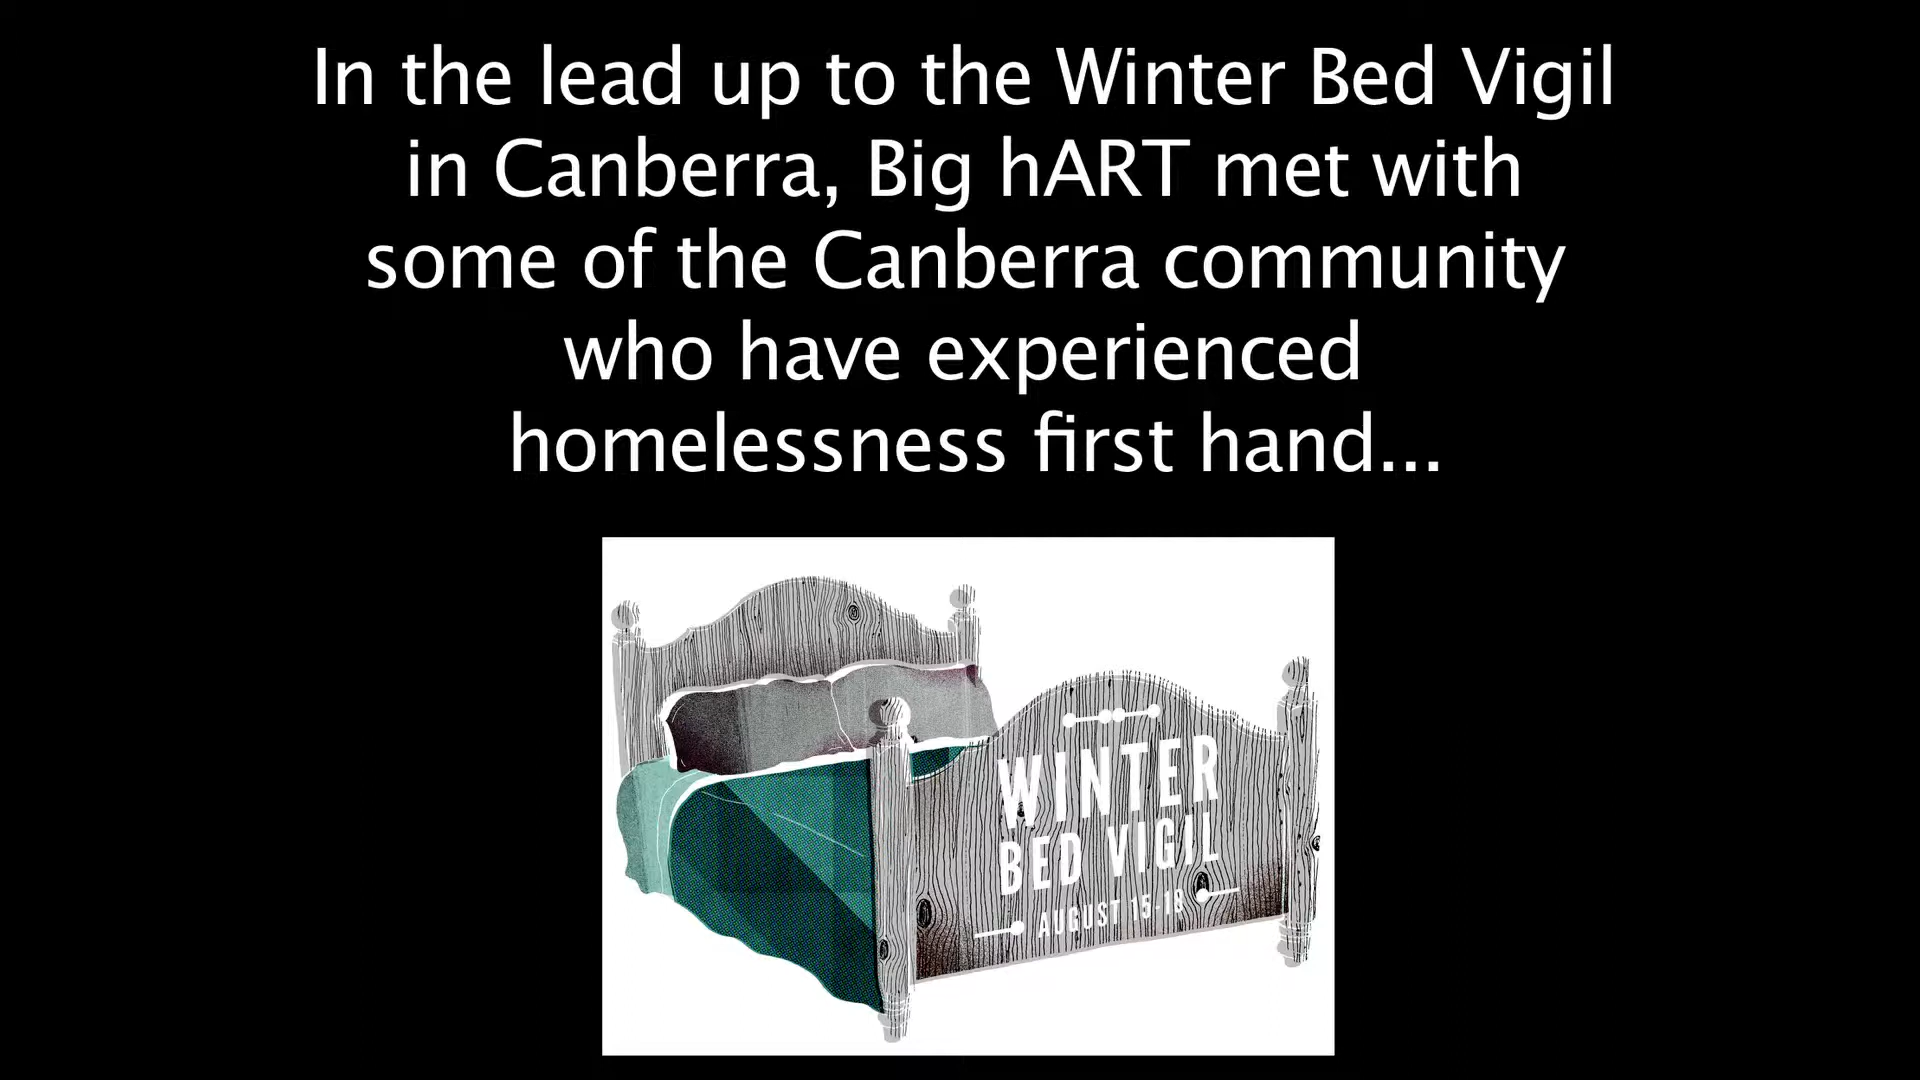 In the lead up to the Winter Bed Vigil
in Canberra, Big hART met with
some of the Canberra community
who have experienced
homelessness first hand...
WINTER
BED VIGIL
AUGUST 15-18